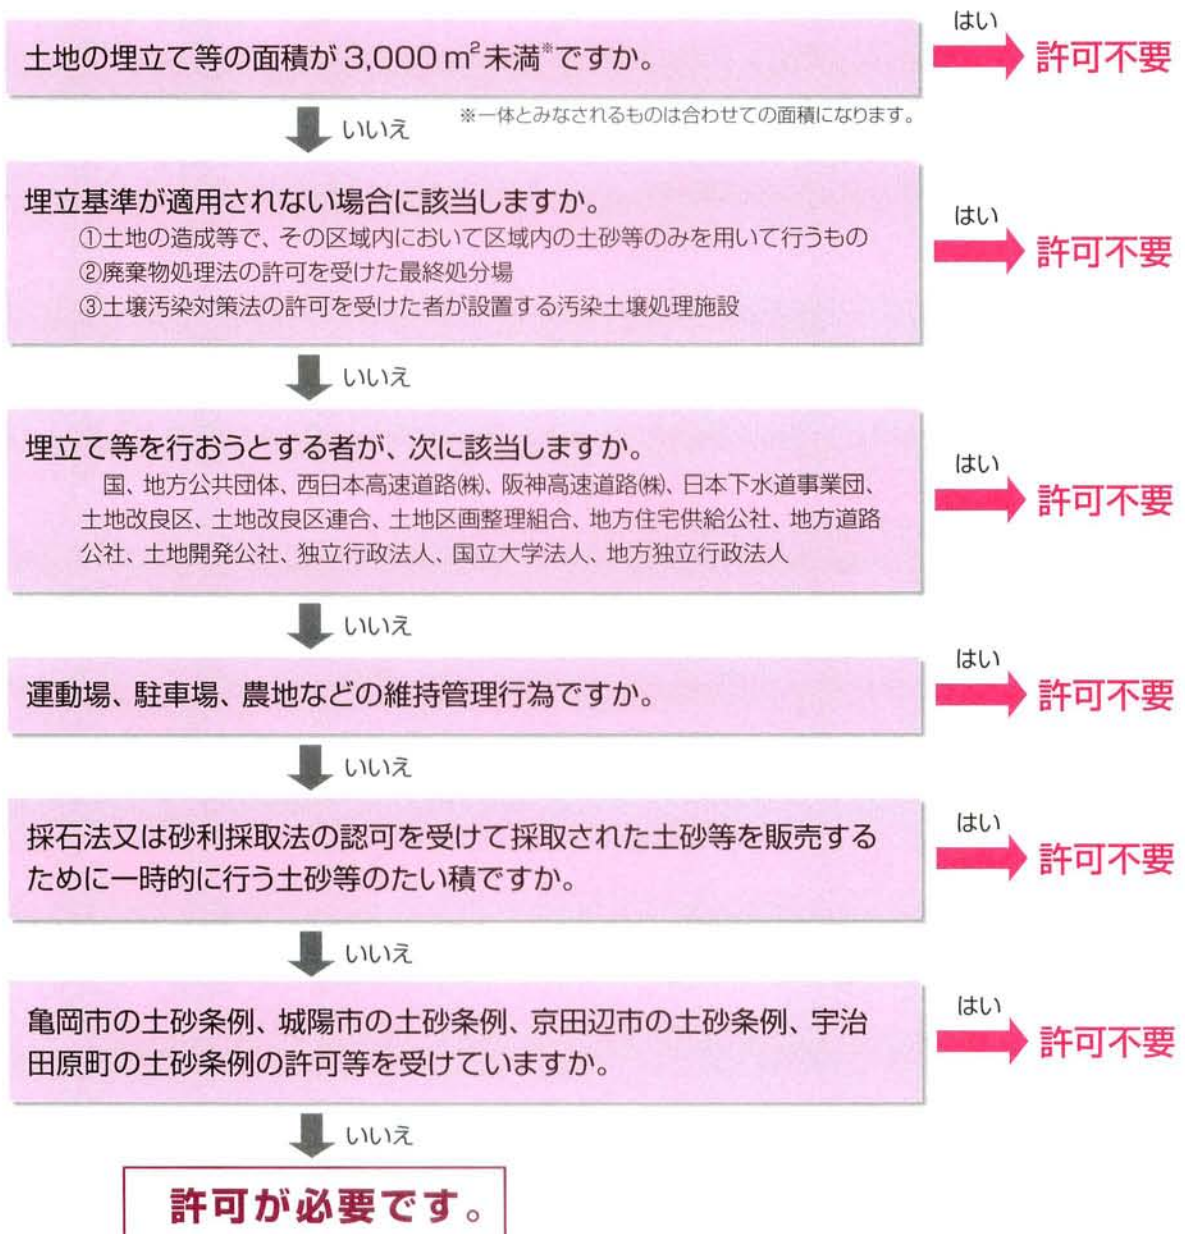 土地の埋立て等の面積が3,000㎡未満※ですか。
はい
許可不要
※一体とみなされるものは合わせての面積になります。
いいえ
埋立基準が適用されない場合に該当しますか。
①土地の造成等で、その区域内において区域内の土砂等のみを用いて行うもの
②廃棄物処理法の許可を受けた最終処分場
③土壌汚染対策法の許可を受けた者が設置する汚染土壌処理施設
はい
許可不要
いいえ
埋立て等を行おうとする者が、次に該当しますか。
国、地方公共団体、西日本高速道路㈱、阪神高速道路㈱、日本下水道事業団、
土地改良区、土地改良区連合、土地区画整理組合、地方住宅供給公社、地方道路
公社、土地開発公社、独立行政法人、国立大学法人、地方独立行政法人
はい
許可不要
いいえ
運動場、駐車場、農地などの維持管理行為ですか。
はい
許可不要
いいえ
採石法又は砂利採取法の認可を受けて採取された土砂等を販売する
ために一時的に行う土砂等のたい積ですか。
はい
許可不要
いいえ
亀岡市の土砂条例、城陽市の土砂条例、京田辺市の土砂条例、宇治
田原町の土砂条例の許可等を受けていますか。
はい
許可不要
いいえ
許可が必要です。